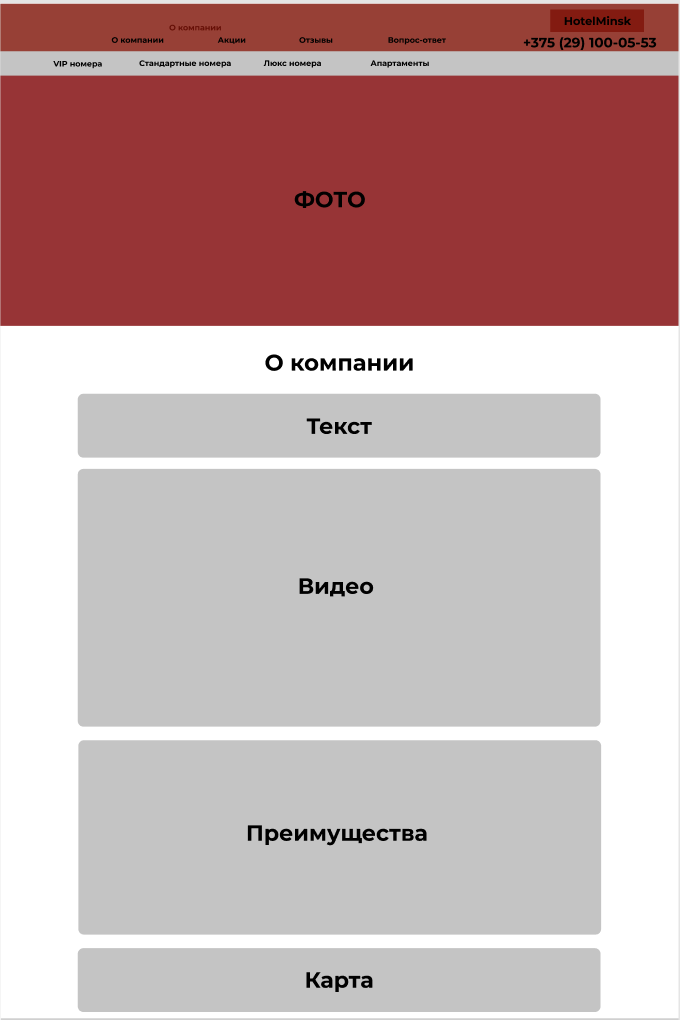 О компании
HotelMinsk
О компании Акции Отзывы Вопрос-ответ
+375 (29) 100-05-53
VIP номера Стандартные номера Люкс номера Апартаменты
ФОТО
О компании
Текст
Видео
Преимущества
Карта